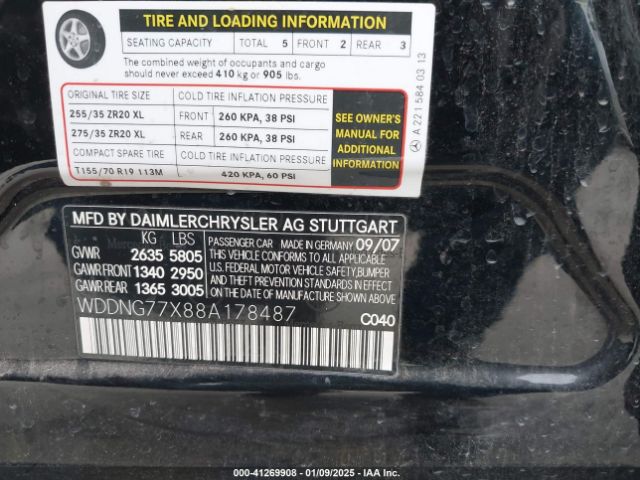 TIRE AND LOADING INFORMATION
SEATING CAPACITY TOTAL 5 FRONT 2 REAR 3
The combined weight of occupants and cargo
should never exceed 410 kg or 905 lbs.
ORIGINAL TIRE SIZE COLD TIRE INFLATION PRESSURE
255/35 ZR20 XL FRONT 260 KPA, 38 PSI
275/35 ZR20 XL REAR 260 KPA, 38 PSI
COMPACT SPARE TIRE COLD TIRE INFLATION PRESSURE
T155/70 R19 113M 420 KPA, 60 PSI
SEE OWNER'S
MANUAL FOR
ADDITIONAL
INFORMATION
A 221 584 03 13
MFD BY DAIMLERCHRYSLER AG STUTTGART
KG LBS
GVWR 2635 5805
GAWR FRONT 1340 2950
GAWR REAR 1365 3005
PASSENGER CAR MADE IN GERMANY 09/07
THIS VEHICLE CONFORMS TO ALL APPLICABLE
U.S. FEDERAL MOTOR VEHICLE SAFETY, BUMPER
AND THEFT PREVENTION STANDARDS IN EFFECT
ON THE DATE OF MANUFACTURE SHOWN ABOVE.
WDDNG77X88A178487
C040
000-41269908 - 01/09/2025 - IAA Inc.